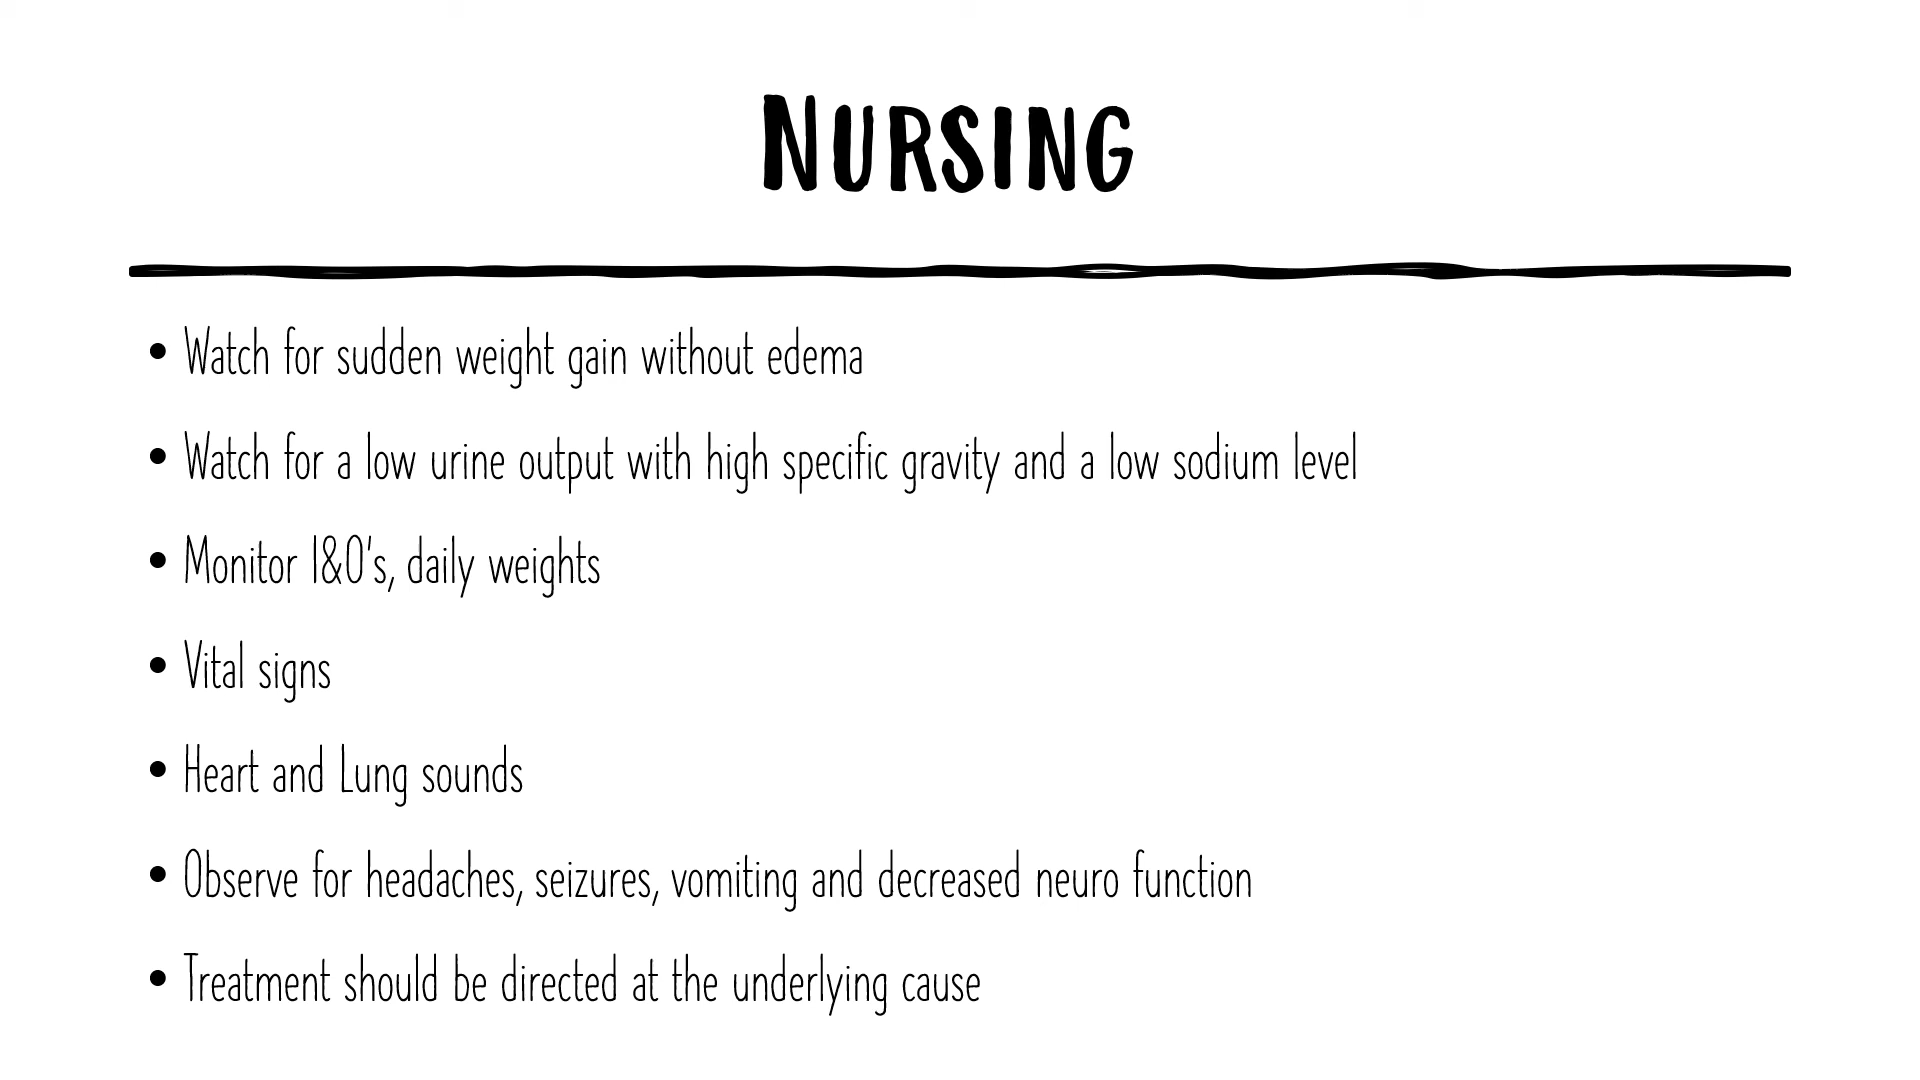 NURSING
• Watch for sudden weight gain without edema
• Watch for a low urine output with high specific gravity and a low sodium level
• Monitor I&O's, daily weights
• Vital signs
• Heart and Lung sounds
• Observe for headaches, seizures, vomiting and decreased neuro function
• Treatment should be directed at the underlying cause